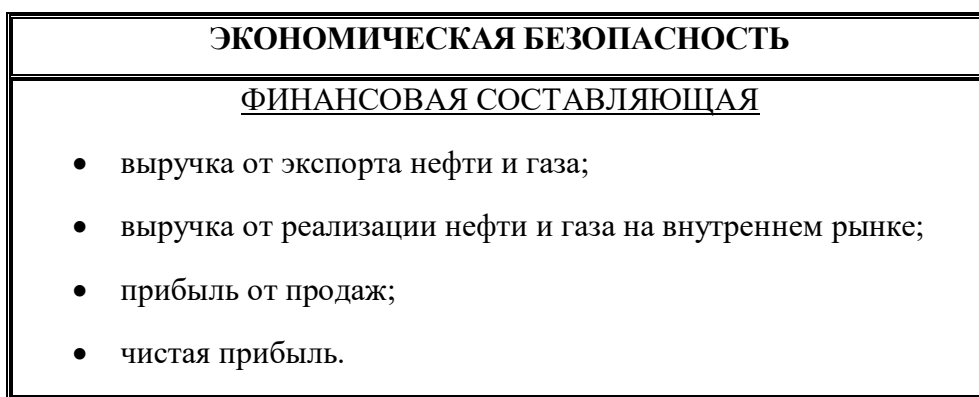 ЭКОНОМИЧЕСКАЯ БЕЗОПАСНОСТЬ
ФИНАНСОВАЯ СОСТАВЛЯЮЩАЯ
• выручка от экспорта нефти и газа;
• выручка от реализации нефти и газа на внутреннем рынке;
• прибыль от продаж;
• чистая прибыль.